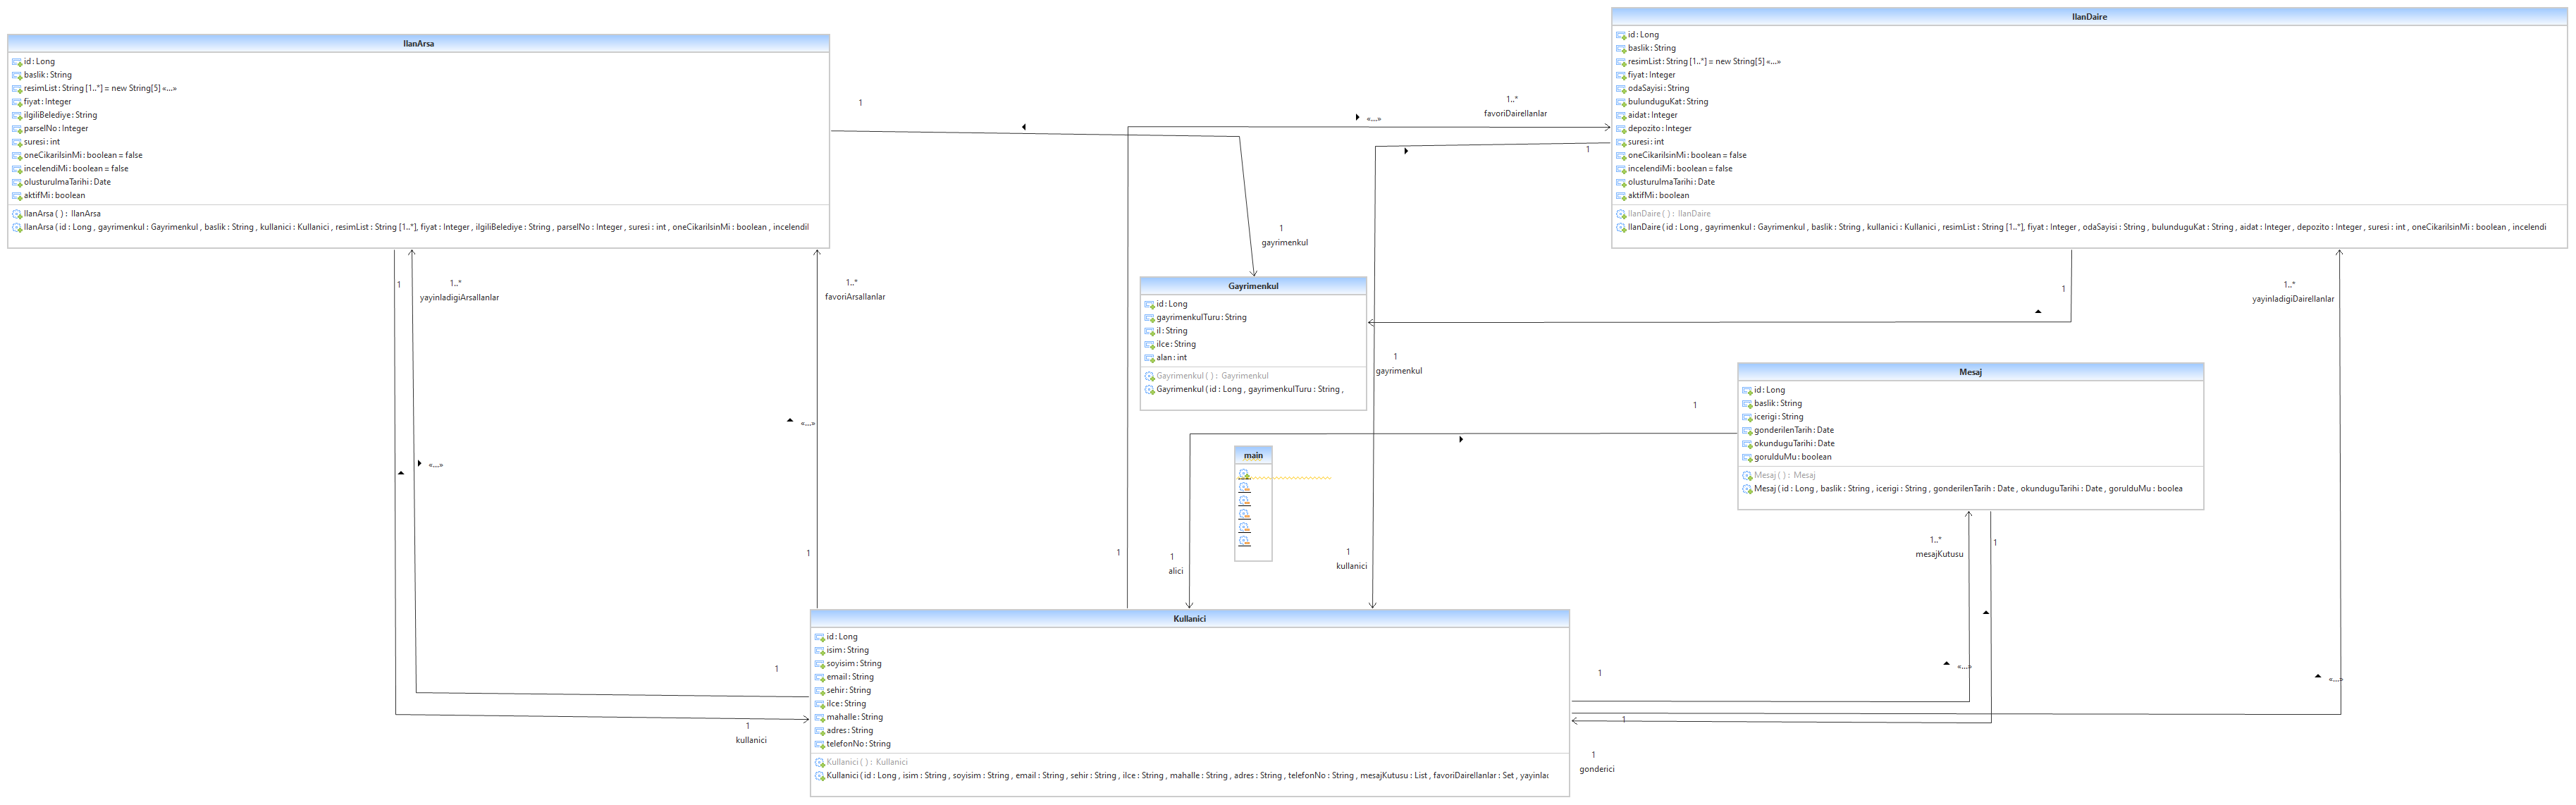 IlanArsa
id : Long
baslik : String
resimList : String [1..*] = new String[5] «...»
fiyat : Integer
ilgiliBelediye : String
parselNo : Integer
suresi : int
oneCikarilsinMi : boolean = false
incelendiMi : boolean = false
olusturulmaTarihi : Date
aktifMi : boolean
IlanArsa ( ) : IlanArsa
IlanArsa ( id : Long , gayrimenkul : Gayrimenkul , baslik : String , kullanici : Kullanici , resimList : String [1..*], fiyat : Integer , ilgiliBelediye : String , parselNo : Integer , suresi : int , oneCikarilsinMi : boolean , incelendil
IlanDaire
id : Long
baslik : String
resimList : String [1..*] = new String[5] «...»
fiyat : Integer
odaSayisi : String
bulunduguKat : String
aidat : Integer
depozito : Integer
suresi : int
oneCikarilsinMi : boolean = false
incelendiMi : boolean = false
olusturulmaTarihi : Date
aktifMi : boolean
IlanDaire ( ) : IlanDaire
IlanDaire ( id : Long , gayrimenkul : Gayrimenkul , baslik : String , kullanici : Kullanici , resimList : String [1..*], fiyat : Integer , odaSayisi : String , bulunduguKat : String , aidat : Integer , depozito : Integer , suresi : int , oneCikarilsinMi : boolean , incelendi
1
1..*
favoriDaireIlanlar
«...»
1
1
gayrimenkul
1
1..*
yayinladigiArsaIlanlar
1..*
favoriArsaIlanlar
1
1..*
yayinladigiDaireIlanlar
Gayrimenkul
id : Long
gayrimenkulTuru : String
il : String
ilce : String
alan : int
Gayrimenkul ( ) : Gayrimenkul
Gayrimenkul ( id : Long , gayrimenkulTuru : String ,
1
gayrimenkul
Mesaj
id : Long
baslik : String
icerigi : String
gonderilenTarih : Date
okunduguTarihi : Date
gorulduMu : boolean
Mesaj ( ) : Mesaj
Mesaj ( id : Long , baslik : String , icerigi : String , gonderilenTarih : Date , okunduguTarihi : Date , gorulduMu : boolea
1
«...»
«...»
main
1
1
1
alici
1
kullanici
1..*
mesajKutusu
1
Kullanici
id : Long
isim : String
soyisim : String
email : String
sehir : String
ilce : String
mahalle : String
adres : String
telefonNo : String
Kullanici ( ) : Kullanici
Kullanici ( id : Long , isim : String , soyisim : String , email : String , sehir : String , ilce : String , mahalle : String , adres : String , telefonNo : String , mesajKutusu : List , favoriDaireIlanlar : Set , yayinlac
1
1
kullanici
1
«...»
«...»
1
1
gonderici